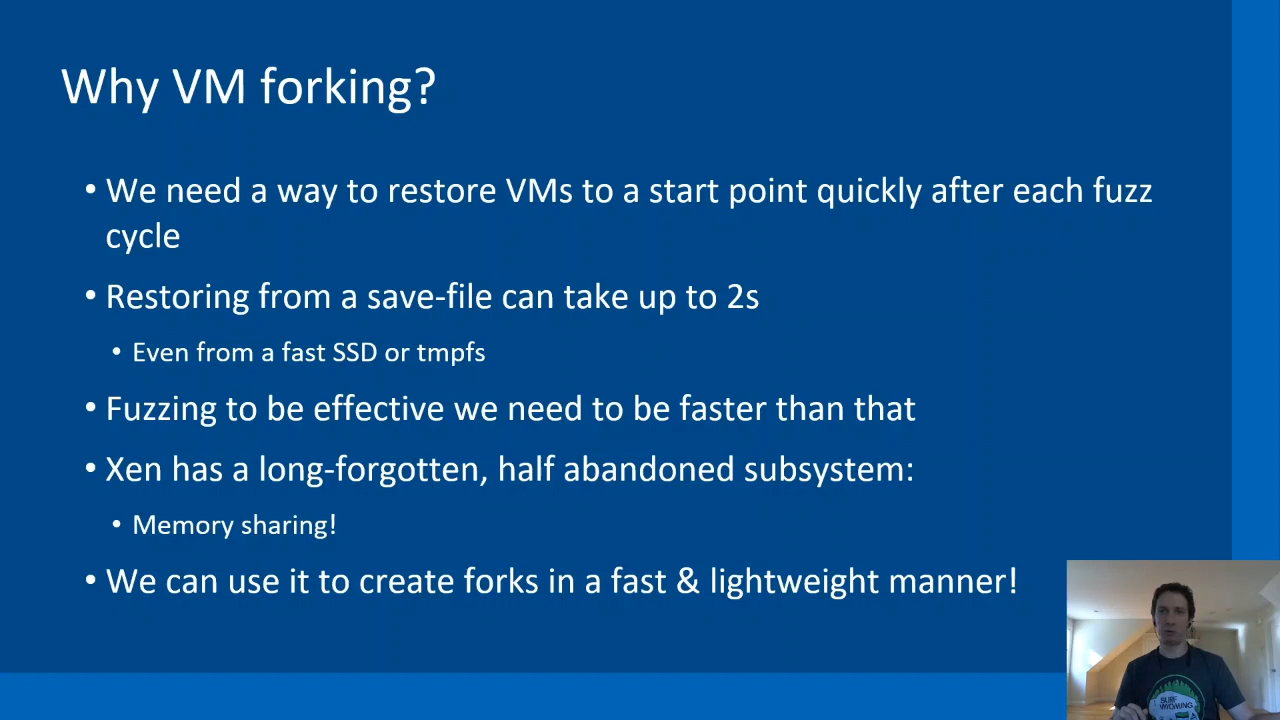 Why VM forking?
• We need a way to restore VMs to a start point quickly after each fuzz
cycle
• Restoring from a save-file can take up to 2s
• Even from a fast SSD or tmpfs
• Fuzzing to be effective we need to be faster than that
• Xen has a long-forgotten, half abandoned subsystem:
• Memory sharing!
• We can use it to create forks in a fast & lightweight manner!
SURF
WYOMING